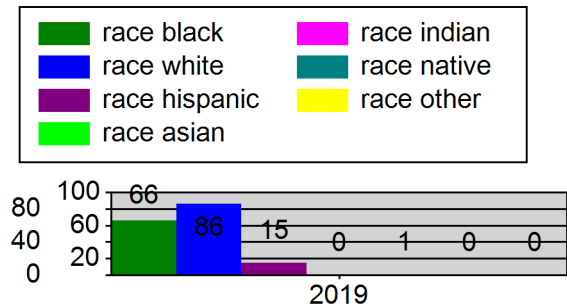 race black race indian
race white race native
race hispanic race other
race asian
100
80
60
40
20
0
66 86 15 0 1 0 0
2019